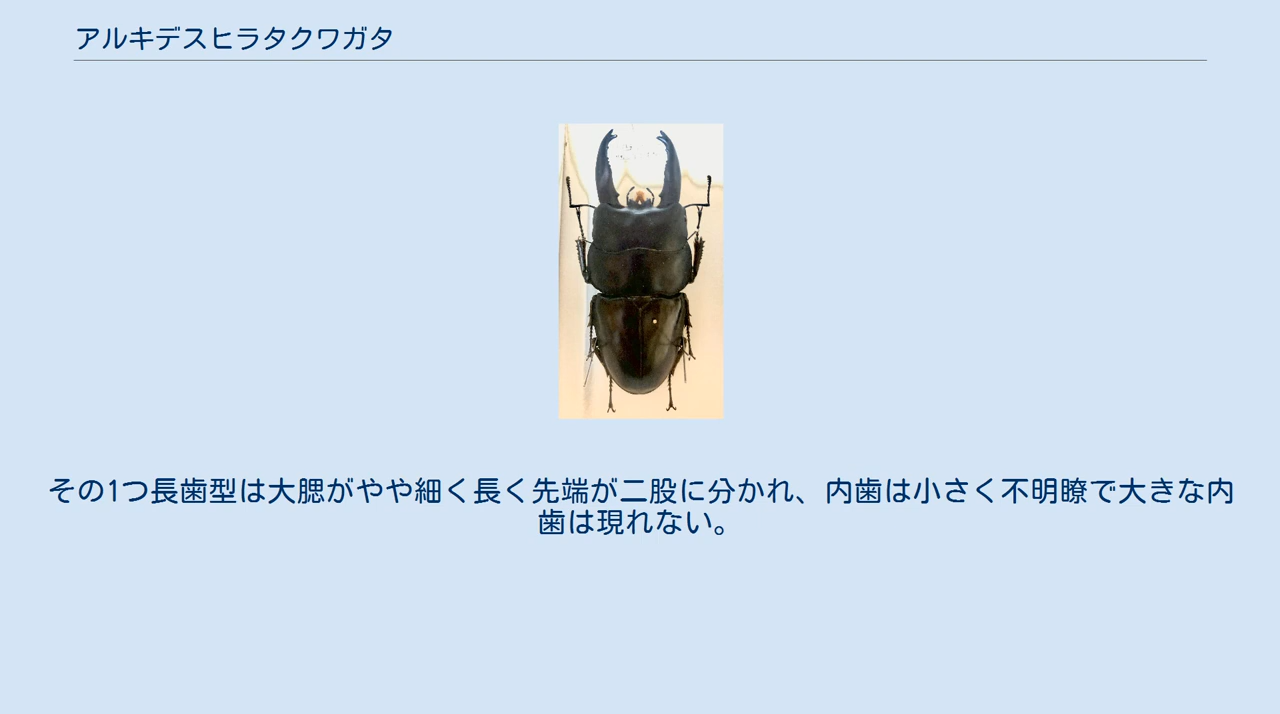 アルキデスヒラタクワガタ
その1つ長歯型は大腮がやや細く長く先端が二股に分かれ、内歯は小さく不明瞭で大きな内
歯は現れない。